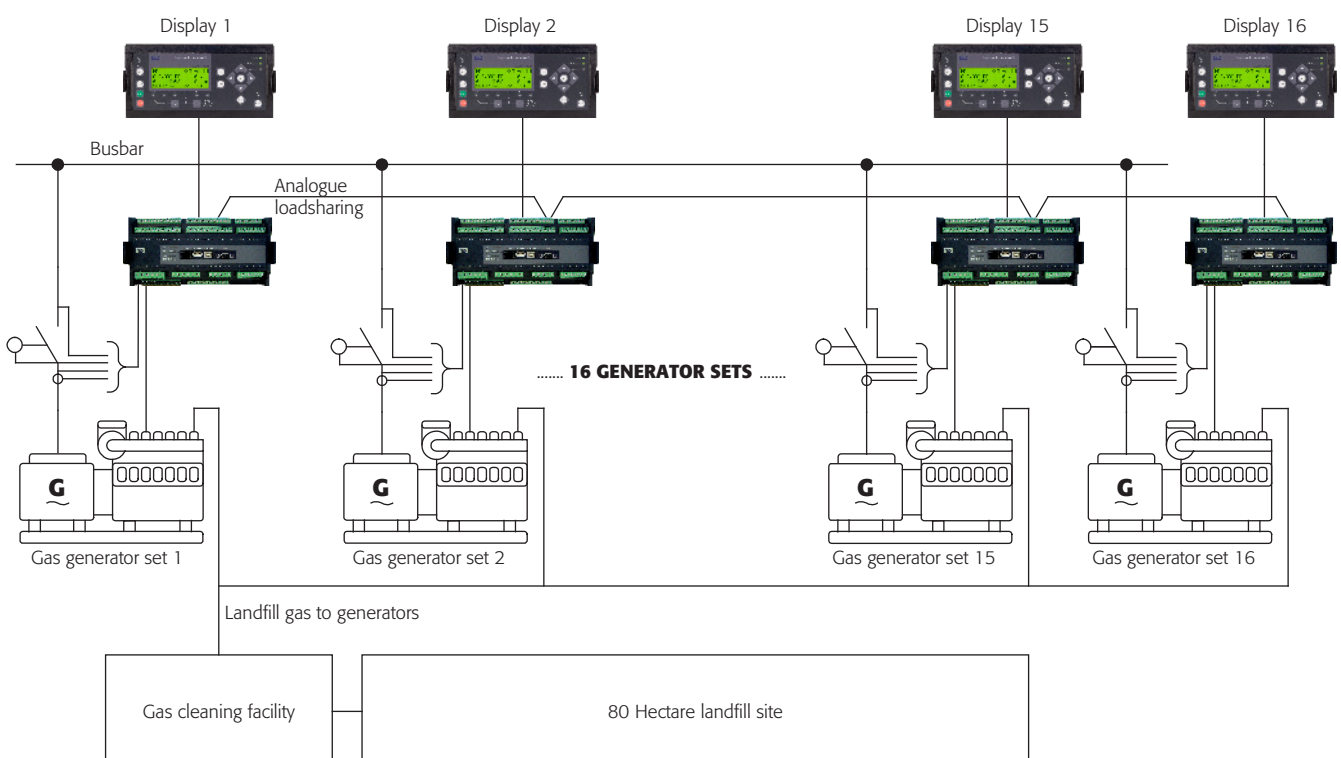 Display 1
Display 2
Display 15
Display 16
Busbar
Analogue
loadsharing
....... 16 GENERATOR SETS .......
G
G
G
G
Gas generator set 1
Gas generator set 2
Gas generator set 15
Gas generator set 16
Landfill gas to generators
Gas cleaning facility
80 Hectare landfill site